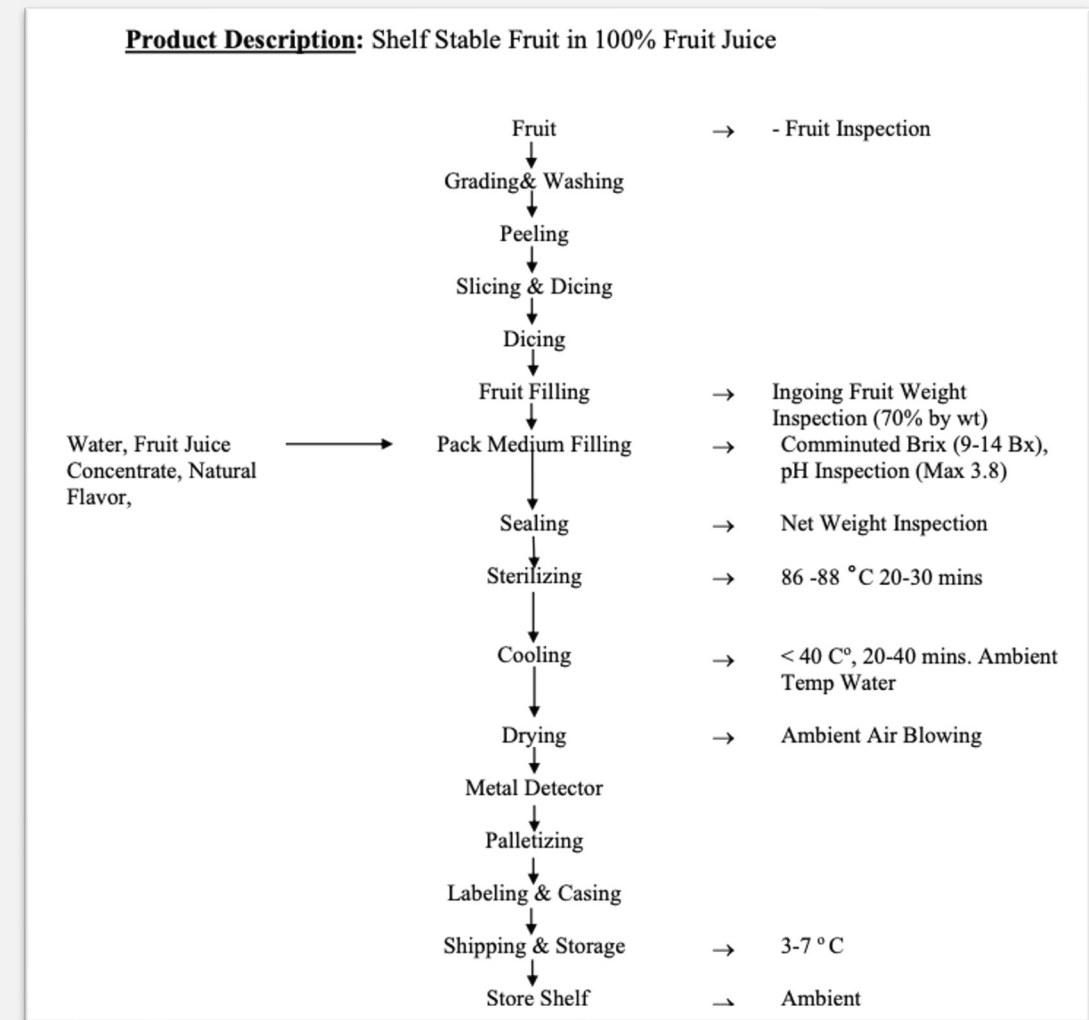 Product Description: Shelf Stable Fruit in 100% Fruit Juice
Fruit → - Fruit Inspection
Grading& Washing
Peeling
Slicing & Dicing
Dicing
Fruit Filling → Ingoing Fruit Weight
Inspection (70% by wt)
Water, Fruit Juice
Concentrate, Natural
Flavor,
Pack Medium Filling → Comminuted Brix (9-14 Bx),
pH Inspection (Max 3.8)
Sealing → Net Weight Inspection
Sterilizing → 86 -88 °C 20-30 mins
Cooling → < 40 Cº, 20-40 mins. Ambient
Temp Water
Drying → Ambient Air Blowing
Metal Detector
Palletizing
Labeling & Casing
Shipping & Storage → 3-7 °C
Store Shelf → Ambient